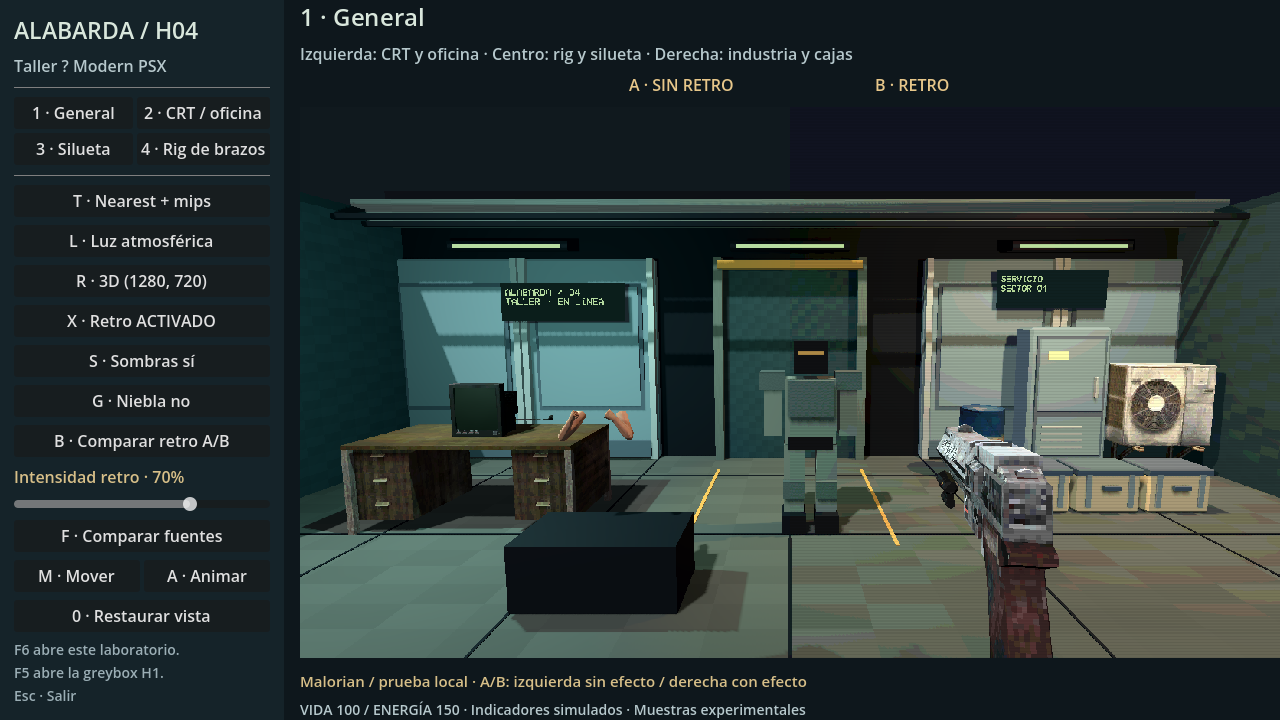 ALABARDA / H04
Taller ? Modern PSX
1 · General
2 · CRT / oficina
3 · Silueta
4 · Rig de brazos
T · Nearest + mips
L · Luz atmosférica
R · 3D (1280, 720)
X · Retro ACTIVADO
S · Sombras sí
G · Niebla no
B · Comparar retro A/B
Intensidad retro · 70%
F · Comparar fuentes
M · Mover
A · Animar
0 · Restaurar vista
F6 abre este laboratorio.
F5 abre la greybox H1.
Esc · Salir
1 · General
Izquierda: CRT y oficina · Centro: rig y silueta · Derecha: industria y cajas
A · SIN RETRO
B · RETRO
ALABARDA / 04
TALLER · EN LINEA
SERVICIO
SECTOR 01
Malorian / prueba local · A/B: izquierda sin efecto / derecha con efecto
VIDA 100 / ENERGÍA 150 · Indicadores simulados · Muestras experimentales